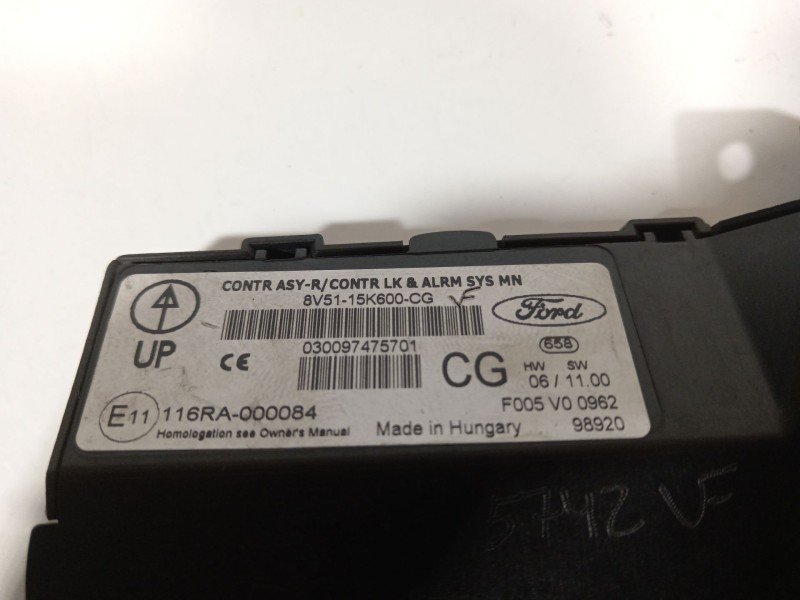 CONTR ASY-R/CONTR LK & ALRM SYS MN
8V51-15K600-CG VF
Ford
UP
CE
030097475701
CG
658
HW SW
06 / 11.00
E11 116RA-000084
F005 V0 0962
Homologation see Owner's Manual
Made in Hungary
98920
5742 VF